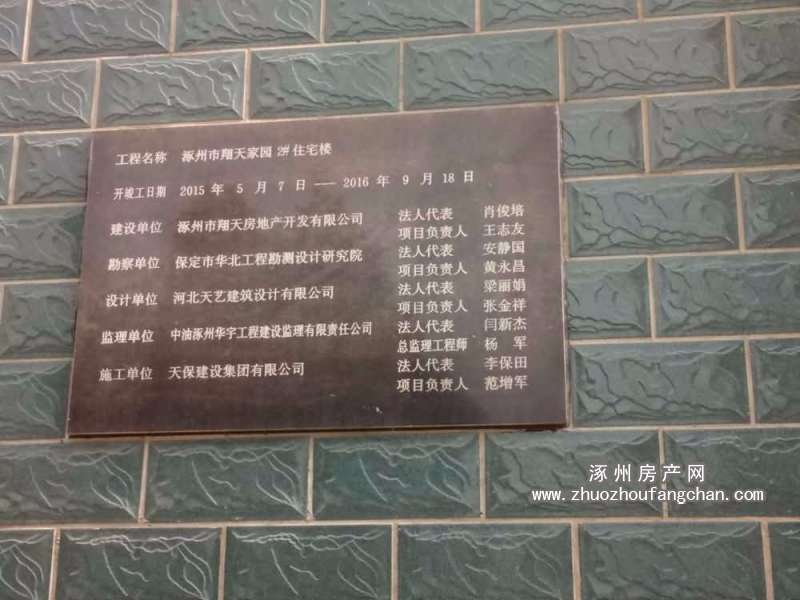 工程名称 涿州市翔天家园 2# 住宅楼
开竣工日期 2015 年 5 月 7 日 — 2016 年 9 月 18 日
建设单位 涿州市翔天房地产开发有限公司 法人代表 肖俊培
项目负责人 王志友
勘察单位 保定市华北工程勘测设计研究院 法人代表 安静国
项目负责人 黄永昌
设计单位 河北天艺建筑设计有限公司 法人代表 梁丽娟
项目负责人 张金祥
监理单位 中油涿州华宇工程建设监理有限责任公司 法人代表 闫新杰
总监理工程师 杨 军
施工单位 天保建设集团有限公司 法人代表 李保田
项目负责人 范增军
涿州房产网
www.zhuozhoufangchan.com